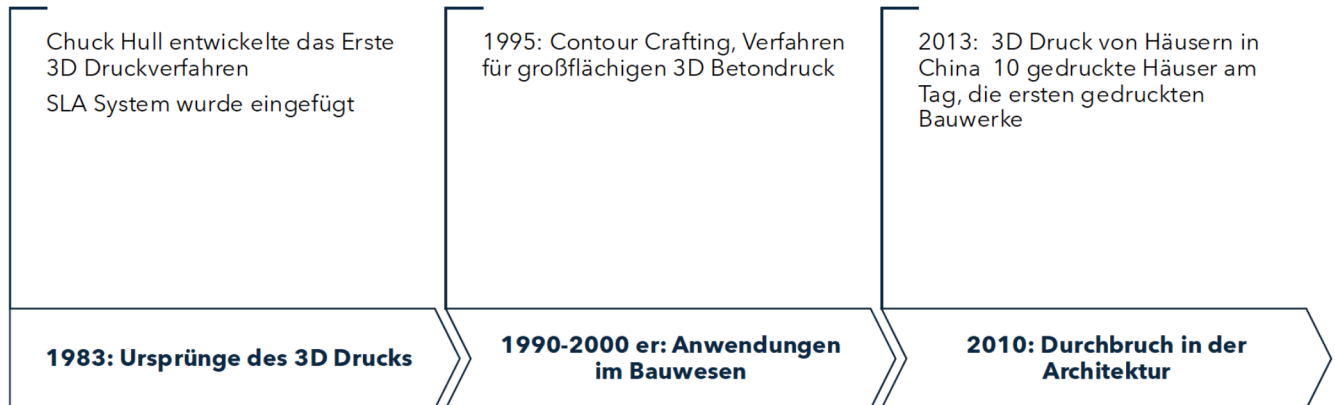 Chuck Hull entwickelte das Erste
3D Druckverfahren
SLA System wurde eingefügt
1983: Ursprünge des 3D Drucks
1995: Contour Crafting, Verfahren
für großflächigen 3D Betondruck
1990-2000 er: Anwendungen
im Bauwesen
2013:  3D Druck von Häusern in
China  10 gedruckte Häuser am
Tag, die ersten gedruckten
Bauwerke
2010: Durchbruch in der
Architektur